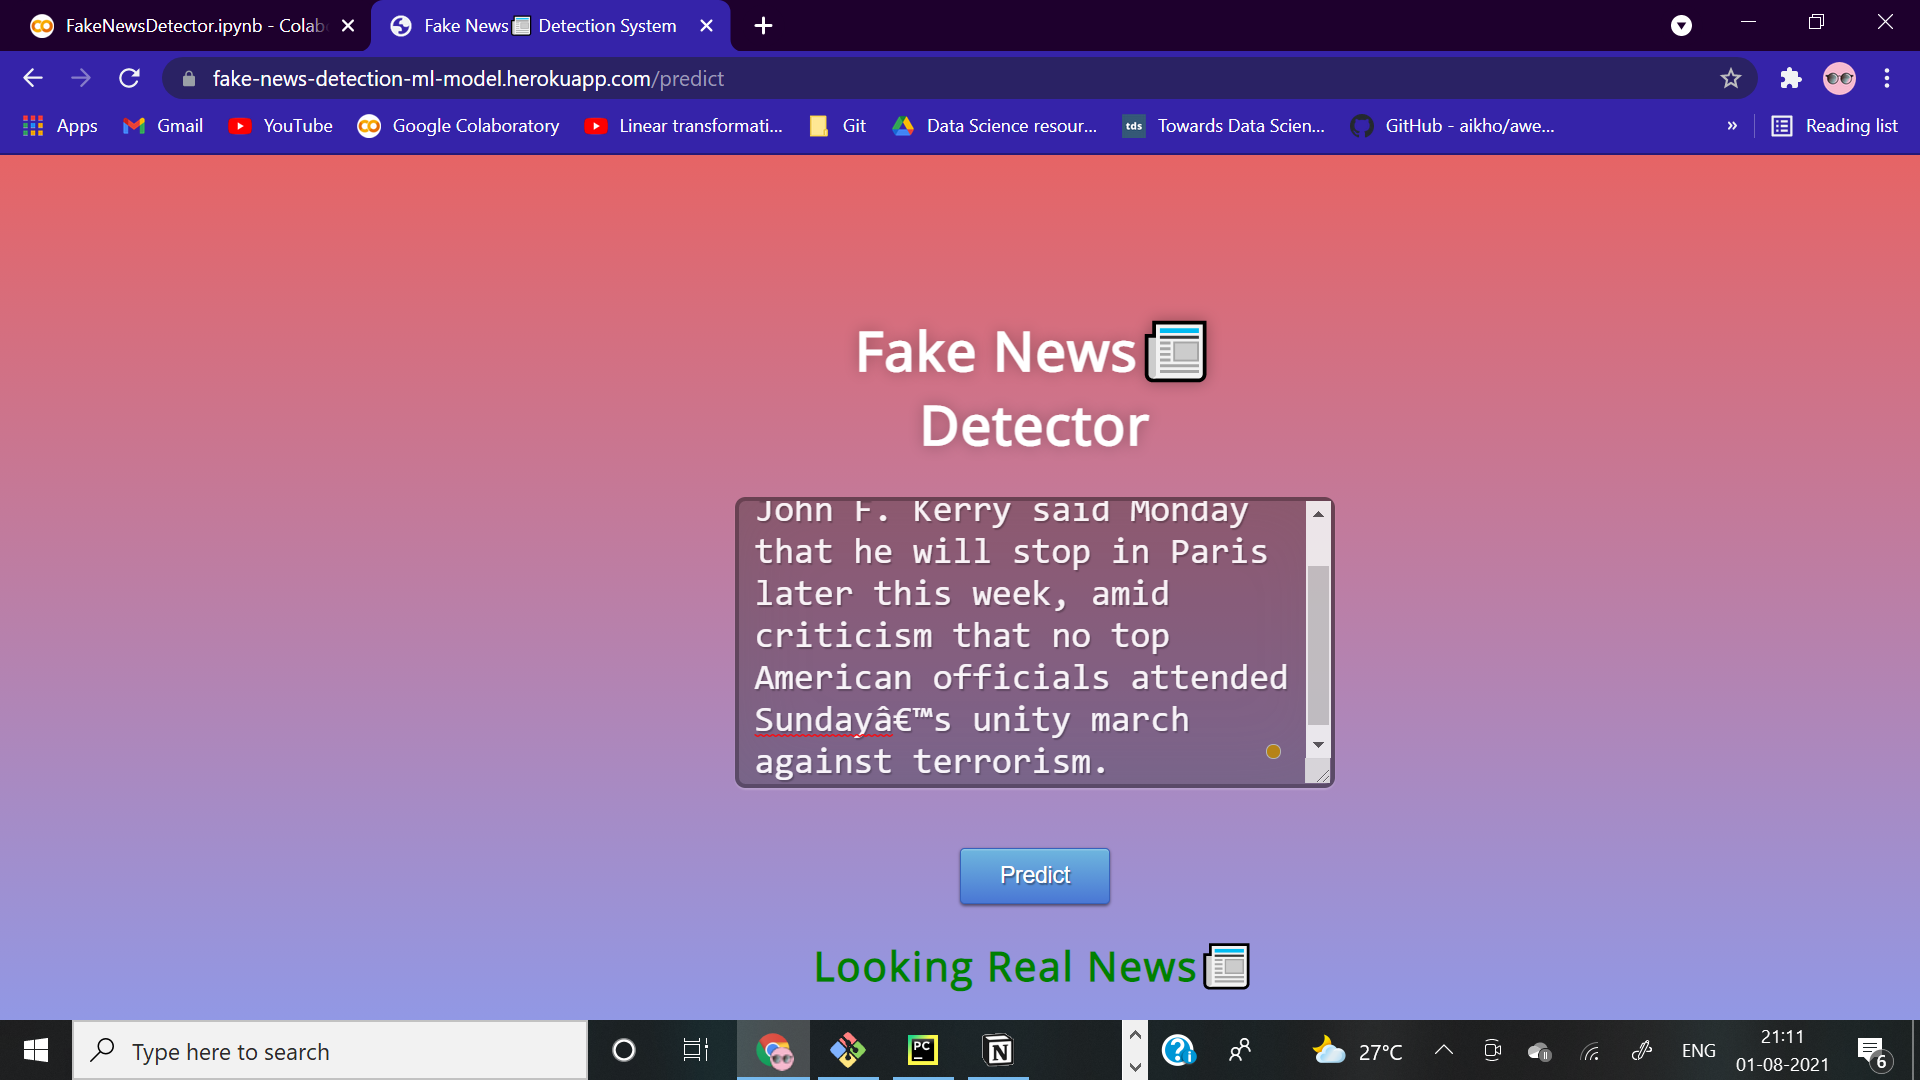 FakeNewsDetector.ipynb - Colab
Fake News📰 Detection System
fake-news-detection-ml-model.herokuapp.com/predict
Apps
Gmail
YouTube
Google Colaboratory
Linear transformati...
Git
Data Science resour...
tds
Towards Data Scien...
GitHub - aikho/awe...
»
Reading list
Fake News📰
Detector
John F. Kerry said Monday
that he will stop in Paris
later this week, amid
criticism that no top
American officials attended
Sundayâ€™s unity march
against terrorism.
Predict
Looking Real News📰
Type here to search
PC
N
27°C
ENG
21:11
01-08-2021
6